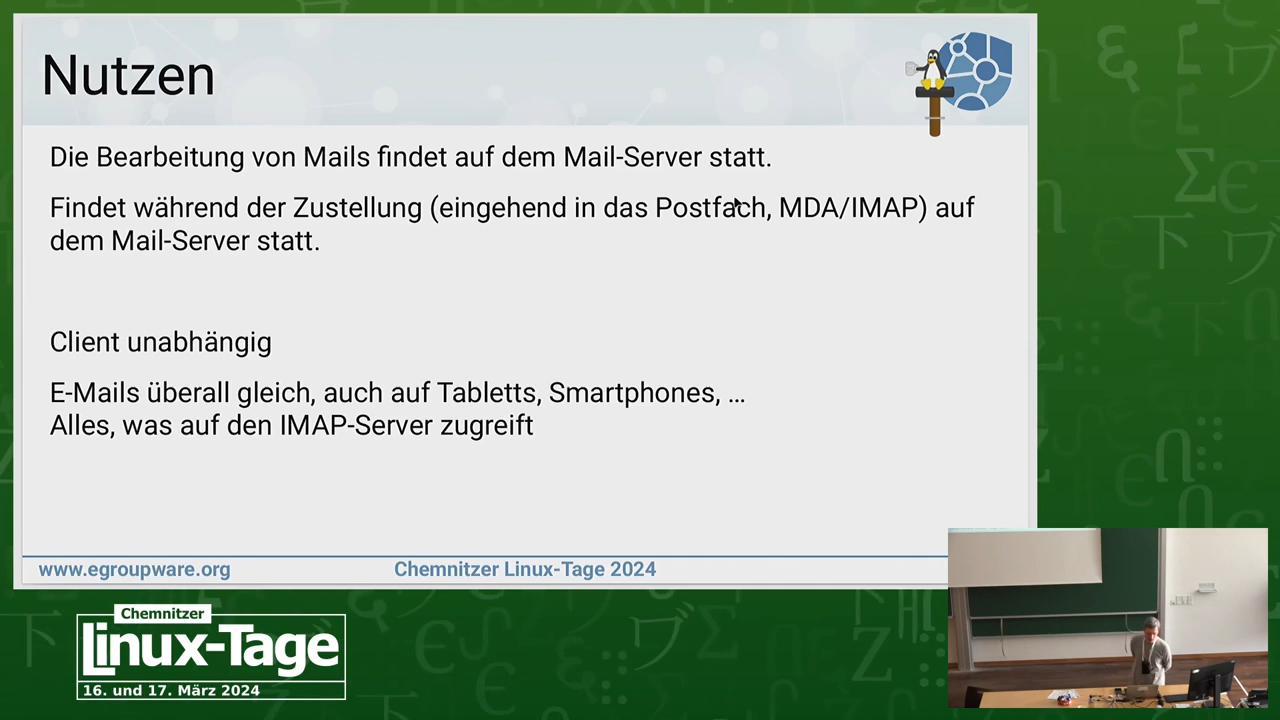 Nutzen
Die Bearbeitung von Mails findet auf dem Mail-Server statt.
Findet während der Zustellung (eingehend in das Postfach, MDA/IMAP) auf
dem Mail-Server statt.
Client unabhängig
E-Mails überall gleich, auch auf Tabletts, Smartphones, ...
Alles, was auf den IMAP-Server zugreift
www.egroupware.org
Chemnitzer Linux-Tage 2024
Chemnitzer
Linux-Tage
16. und 17. März 2024